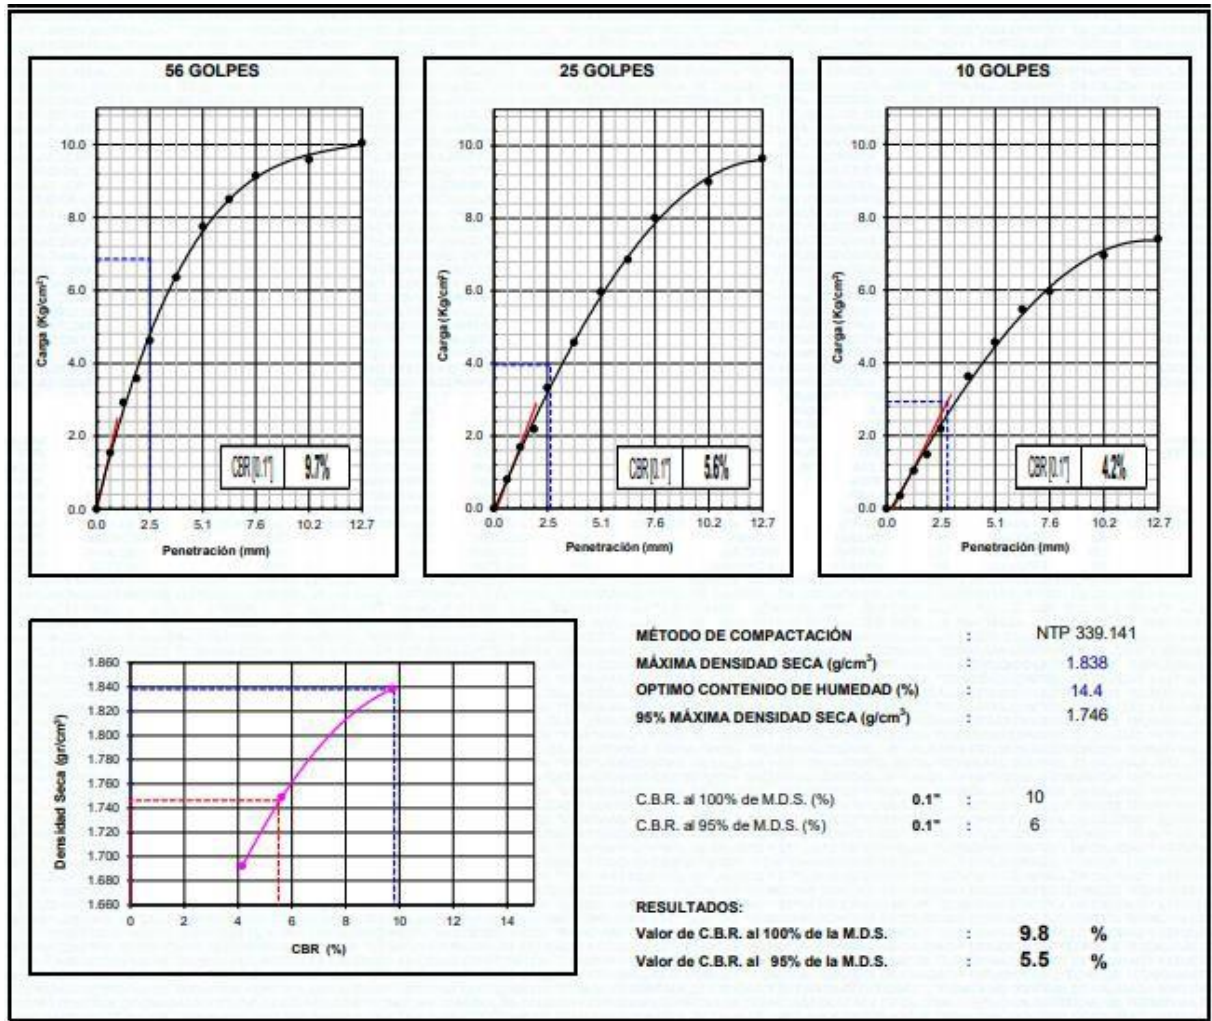 56 GOLPES
Carga (Kg/cm²)
10.0
8.0
6.0
4.0
2.0
0.0
0.0 2.5 5.1 7.6 10.2 12.7
Penetración (mm)
CBR[0.1"] 9.7%
25 GOLPES
Carga (Kg/cm²)
10.0
8.0
6.0
4.0
2.0
0.0
0.0 2.5 5.1 7.6 10.2 12.7
Penetración (mm)
CBR[0.1"] 5.6%
10 GOLPES
Carga (Kg/cm²)
10.0
8.0
6.0
4.0
2.0
0.0
0.0 2.5 5.1 7.6 10.2 12.7
Penetración (mm)
CBR[0.1"] 4.2%
Densidad Seca (gr/cm³)
1.860
1.840
1.820
1.800
1.780
1.760
1.740
1.720
1.700
1.680
1.660
0 2 4 6 8 10 12 14
CBR (%)
MÉTODO DE COMPACTACIÓN : NTP 339.141
MÁXIMA DENSIDAD SECA (g/cm³) : 1.838
OPTIMO CONTENIDO DE HUMEDAD (%) : 14.4
95% MÁXIMA DENSIDAD SECA (g/cm³) : 1.746
C.B.R. al 100% de M.D.S. (%) 0.1" : 10
C.B.R. al 95% de M.D.S. (%) 0.1" : 6
RESULTADOS:
Valor de C.B.R. al 100% de la M.D.S. : 9.8 %
Valor de C.B.R. al 95% de la M.D.S. : 5.5 %